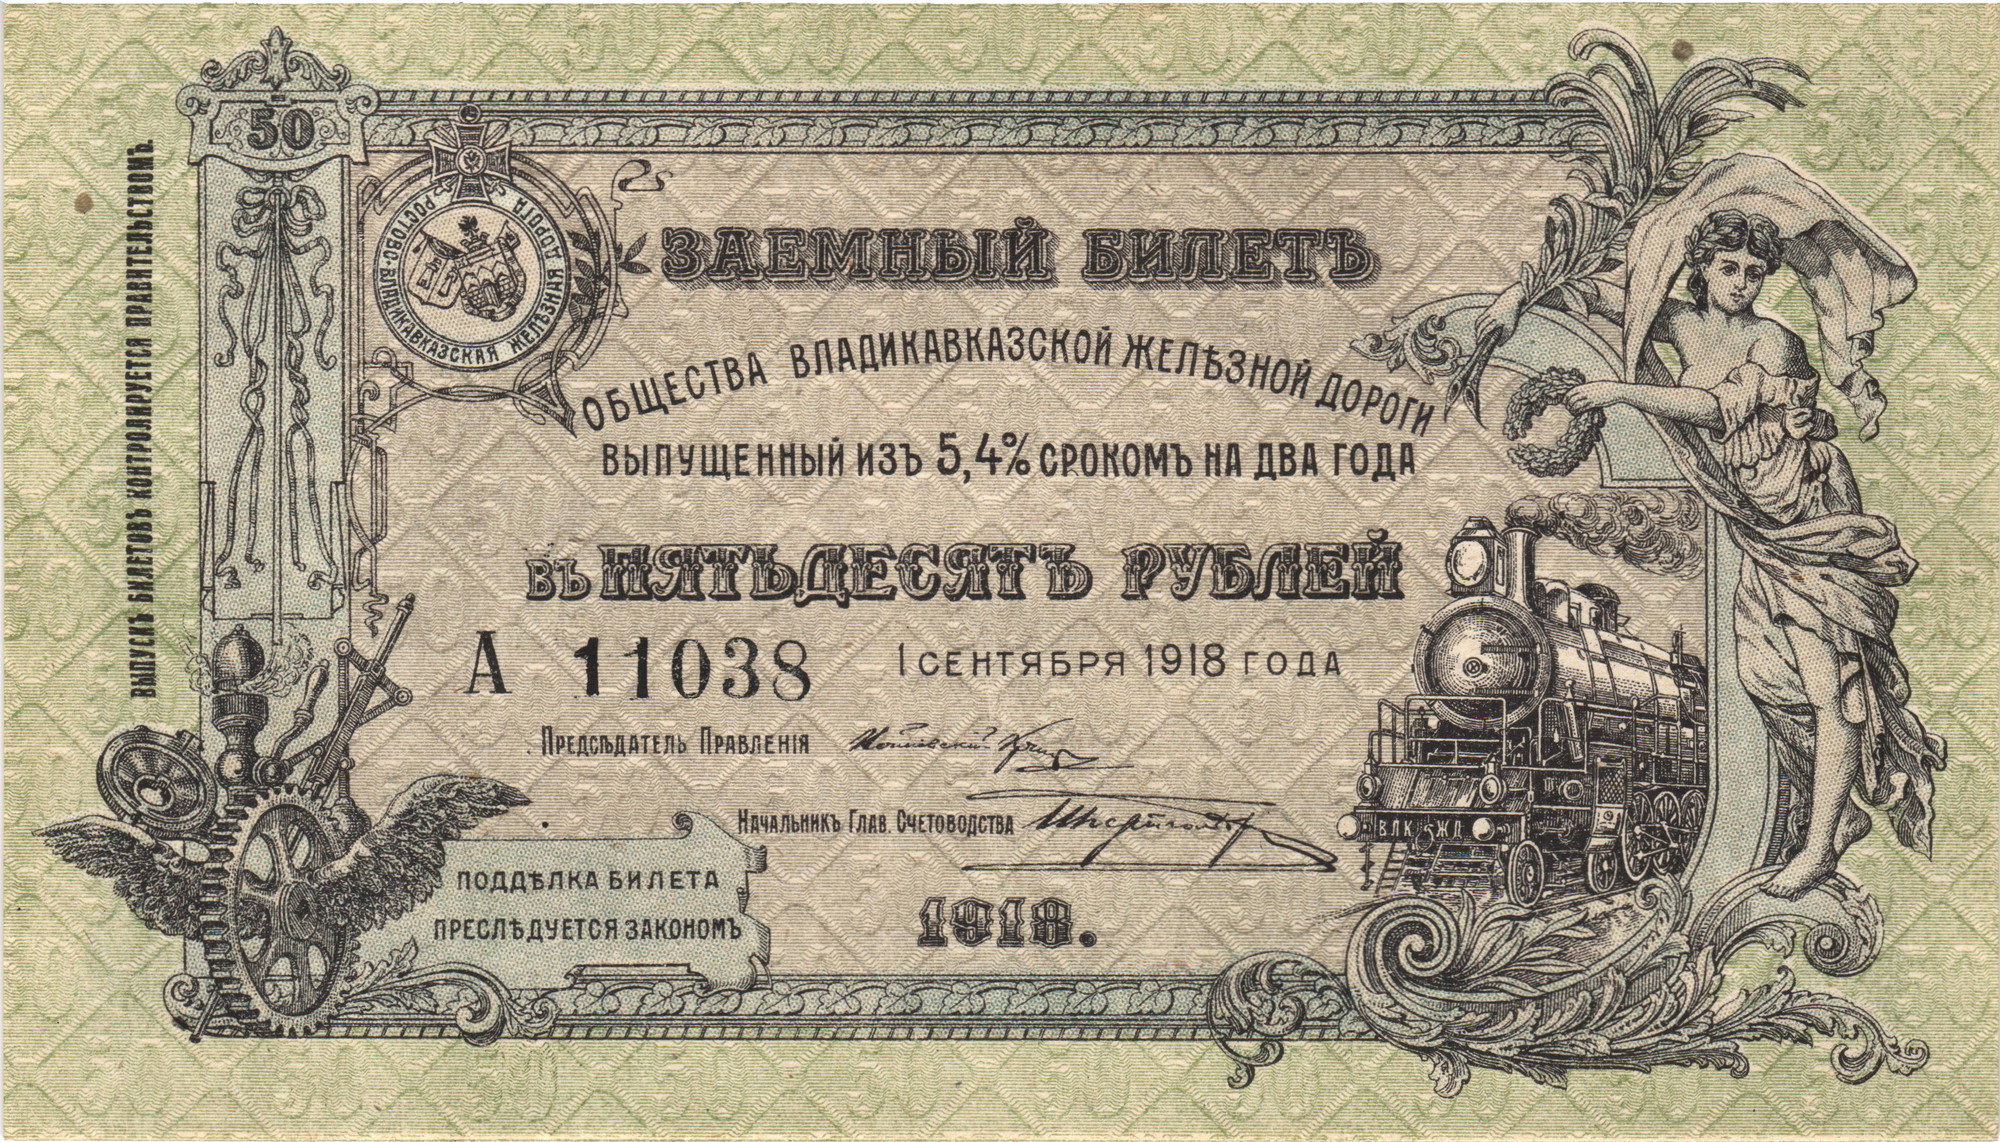 50
ВЫПУСКЪ БИЛЕТОВЪ КОНТРОЛИРУЕТСЯ ПРАВИТЕЛЬСТВОМЪ.
РОСТОВО-ВЛАДИКАВКАЗСКАЯ ЖЕЛѢЗНАЯ ДОРОГА
ЗАЕМНЫЙ БИЛЕТЪ
ОБЩЕСТВА ВЛАДИКАВКАЗСКОЙ ЖЕЛѢЗНОЙ ДОРОГИ
ВЫПУЩЕННЫЙ ИЗЪ 5,4% СРОКОМЪ НА ДВА ГОДА
ВЪ ПЯТЬДЕСЯТЪ РУБЛЕЙ
А 11038
1 СЕНТЯБРЯ 1918 ГОДА
ПРЕДСѢДАТЕЛЬ ПРАВЛЕНІЯ
НАЧАЛЬНИКЪ ГЛАВ. СЧЕТОВОДСТВА
ВЛК ЖД
ПОДДѢЛКА БИЛЕТА
ПРЕСЛѢДУЕТСЯ ЗАКОНОМЪ
1918.